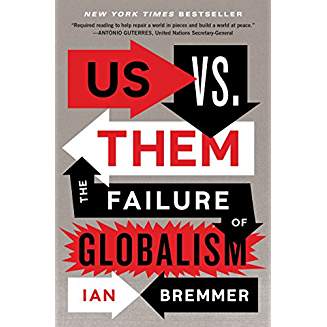 NEW YORK TIMES BESTSELLER
"Required reading to help repair a world in pieces and build a world at peace."
—ANTÓNIO GUTERRES, United Nations Secretary-General
US VS.
THEM
THE FAILURE OF
GLOBALISM
IAN BREMMER